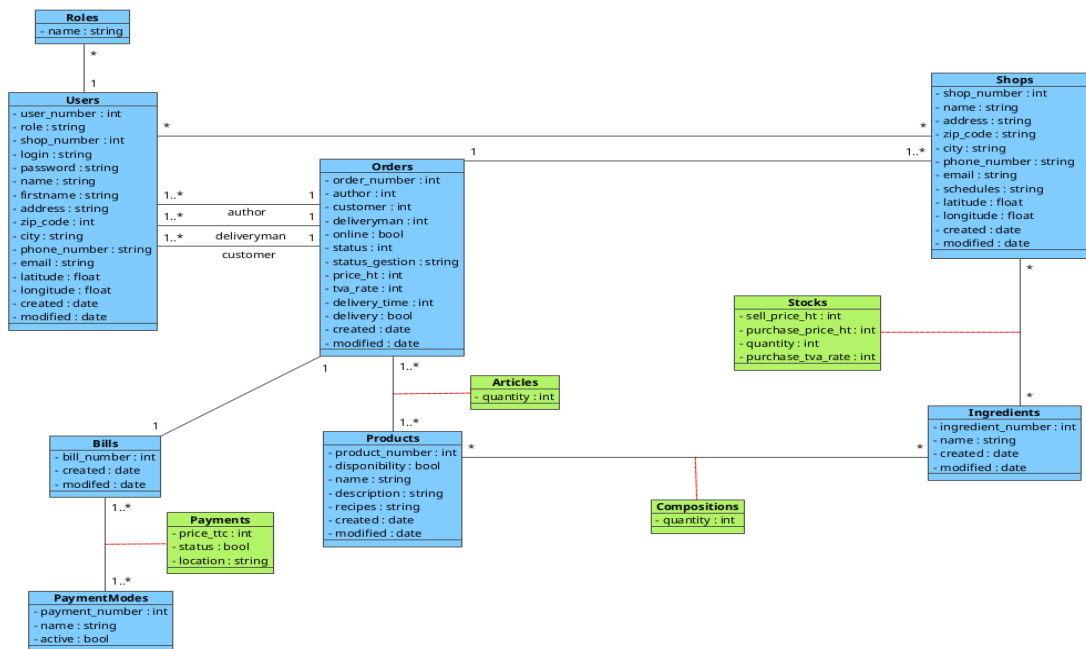 Roles
- name : string
*
1
Users
- user_number : int
- role : string
- shop_number : int
- login : string
- password : string
- name : string
- firstname : string
- address : string
- zip_code : int
- city : string
- phone_number : string
- email : string
- latitude : float
- longitude : float
- created : date
- modified : date
*
*
Shops
- shop_number : int
- name : string
- address : string
- zip_code : string
- city : string
- phone_number : string
- email : string
- schedules : string
- latitude : float
- longitude : float
- created : date
- modified : date
1
1..*
Orders
- order_number : int
- author : int
- customer : int
- deliveryman : int
- online : bool
- status : int
- status_gestion : string
- price_ht : int
- tva_rate : int
- delivery_time : int
- delivery : bool
- created : date
- modified : date
1..*
1
author
1..*
1
deliveryman
1..*
1
customer
*
Stocks
- sell_price_ht : int
- purchase_price_ht : int
- quantity : int
- purchase_tva_rate : int
*
1
1..*
Articles
- quantity : int
1..*
1
Bills
- bill_number : int
- created : date
- modifed : date
Products
- product_number : int
- disponibility : bool
- name : string
- description : string
- recipes : string
- created : date
- modified : date
*
*
Ingredients
- ingredient_number : int
- name : string
- created : date
- modified : date
Compositions
- quantity : int
1..*
Payments
- price_ttc : int
- status : bool
- location : string
1..*
PaymentModes
- payment_number : int
- name : string
- active : bool